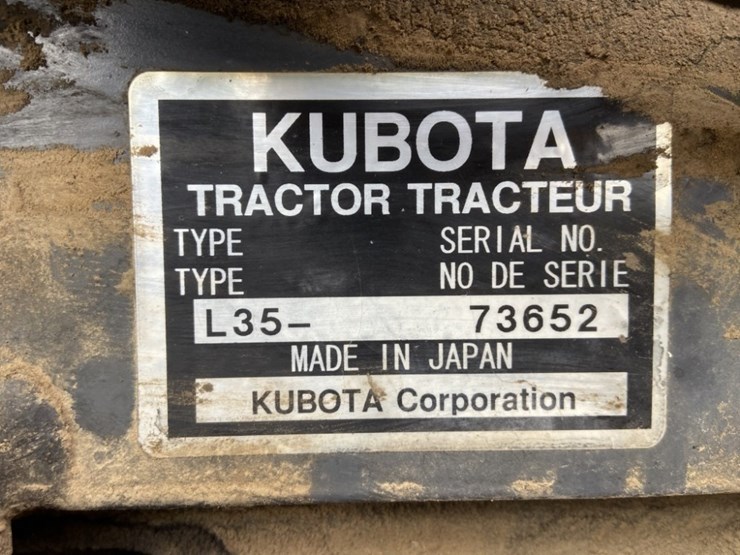 KUBOTA
TRACTOR TRACTEUR
TYPE SERIAL NO.
TYPE NO DE SERIE
L35- 73652
MADE IN JAPAN
KUBOTA Corporation